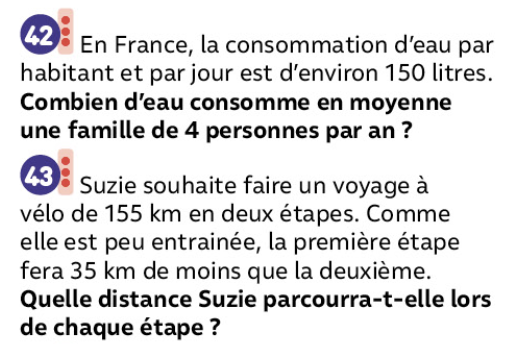 42 En France, la consommation d'eau par
habitant et par jour est d'environ 150 litres.
Combien d'eau consomme en moyenne
une famille de 4 personnes par an ?
43 Suzie souhaite faire un voyage à
vélo de 155 km en deux étapes. Comme
elle est peu entrainée, la première étape
fera 35 km de moins que la deuxième.
Quelle distance Suzie parcourra-t-elle lors
de chaque étape ?